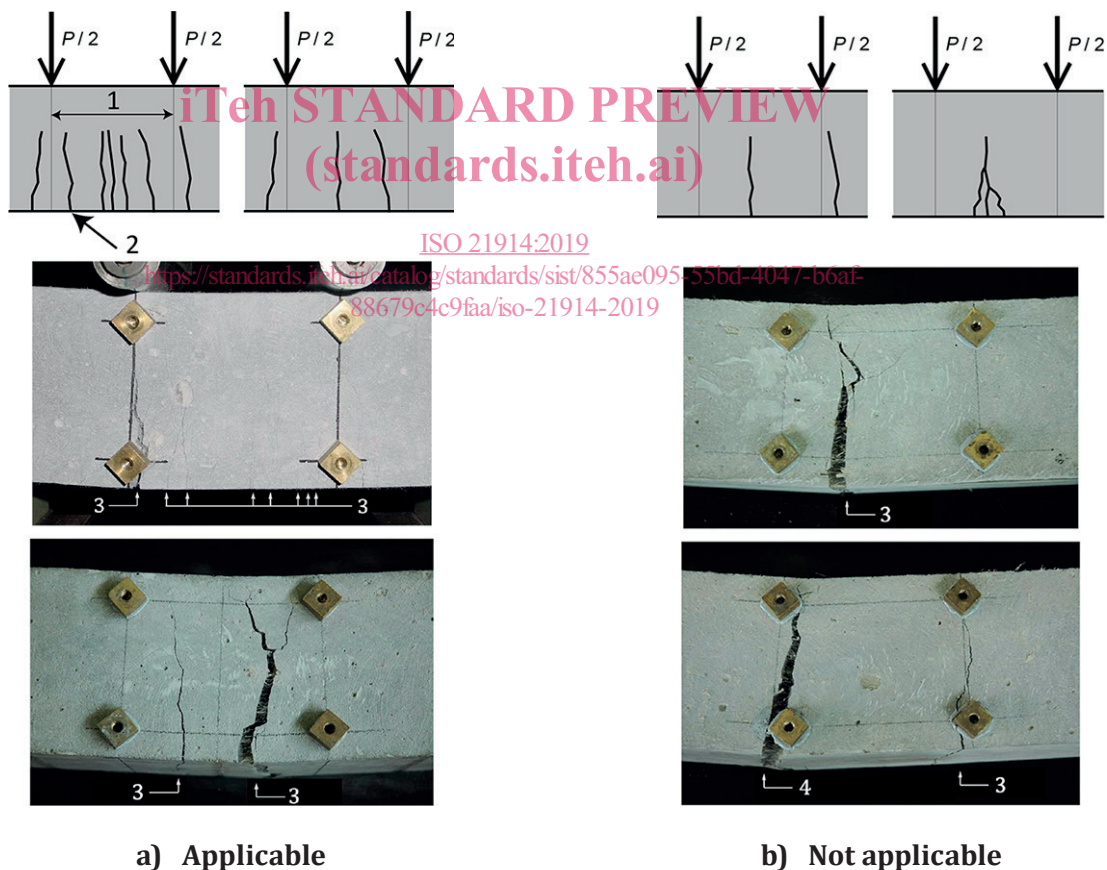 P / 2
P / 2
P / 2
P / 2
P / 2
P / 2
P / 2
P / 2
1
iTeh STANDARD PREVIEW
(standards.iteh.ai)
2
ISO 21914:2019
https://standards.iteh.ai/catalog/standards/sist/855ae095-55bd-4047-b6af-
88679c4c9faa/iso-21914-2019
3
3
3
3
3
4
3
a) Applicable
b) Not applicable